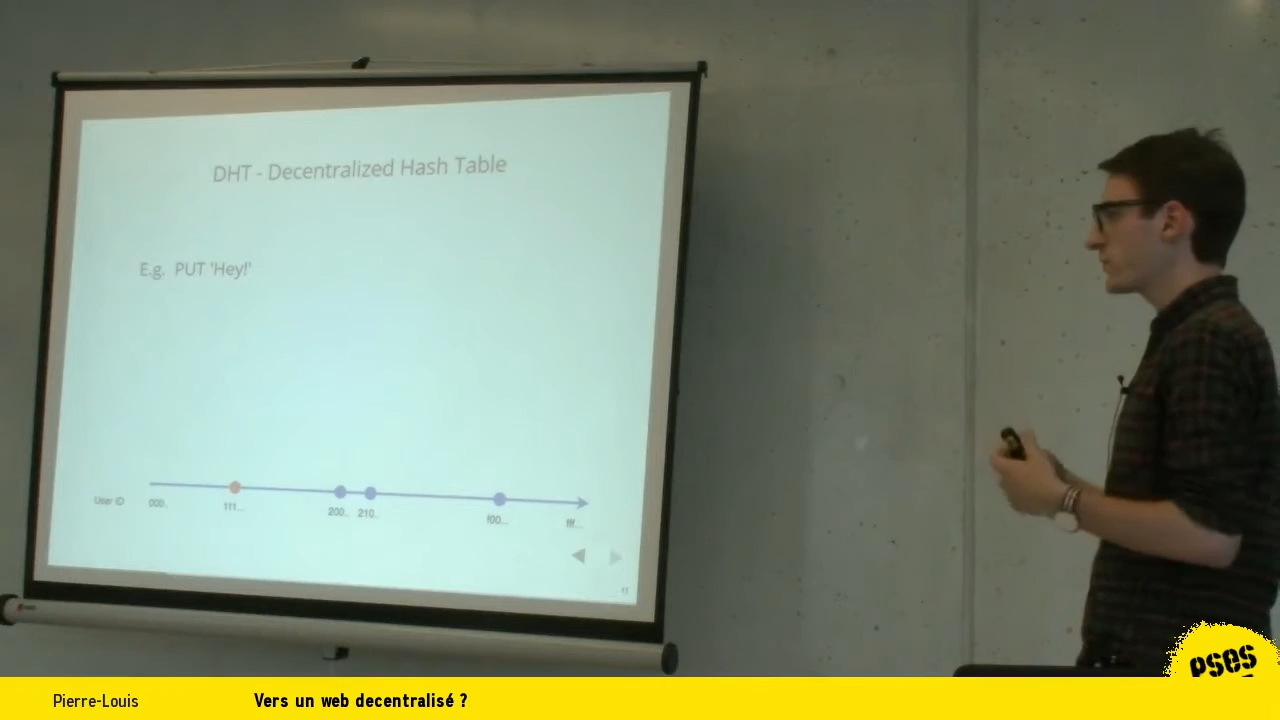 DHT - Decentralized Hash Table
E.g. PUT 'Hey!'
User ID 000.. 111... 200.. 210.. f00... fff...
11
pses
Pierre-Louis Vers un web decentralisé ?